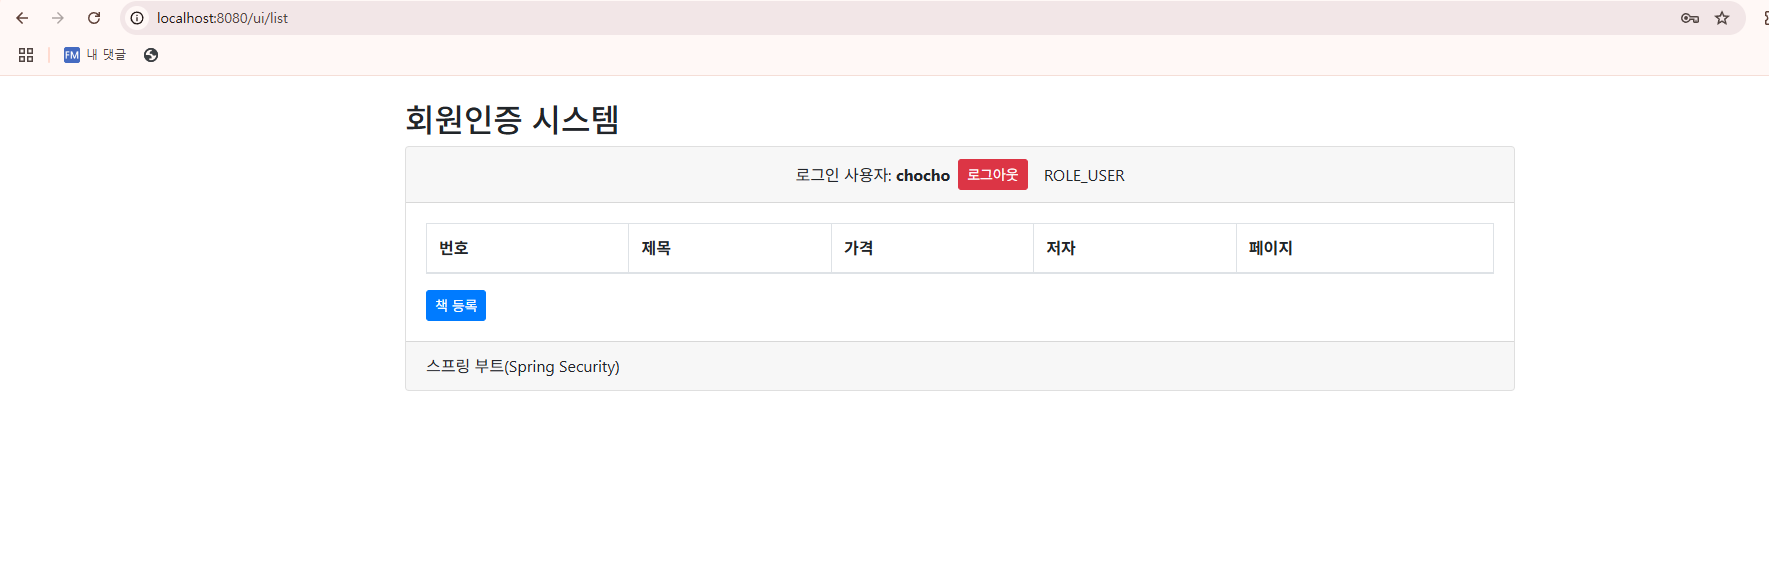 localhost:8080/ui/list
FM 내 댓글
회원인증 시스템
로그인 사용자: chocho 로그아웃 ROLE_USER
번호 제목 가격 저자 페이지
책 등록
스프링 부트(Spring Security)